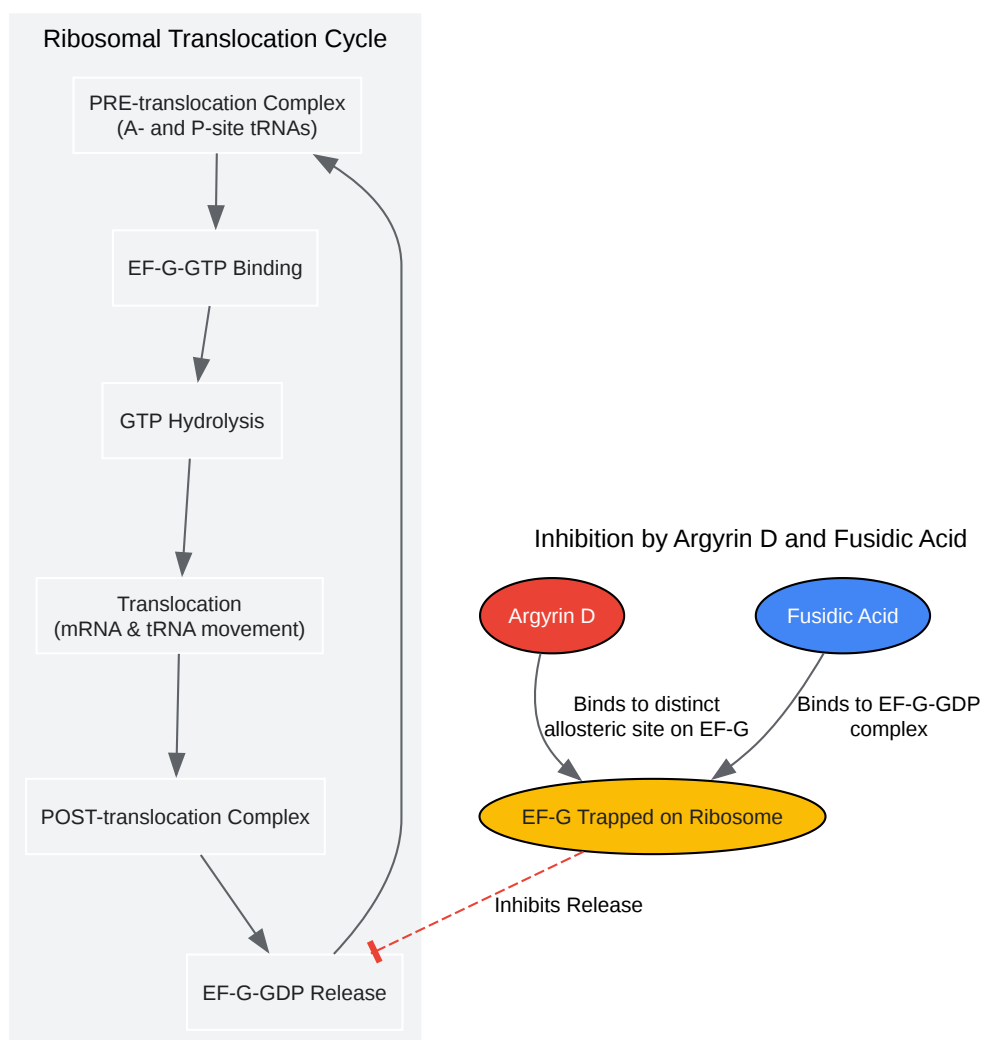 Ribosomal Translocation Cycle
PRE-translocation Complex
(A- and P-site tRNAs)
EF-G-GTP Binding
GTP Hydrolysis
Translocation
(mRNA & tRNA movement)
POST-translocation Complex
EF-G-GDP Release
Inhibition by Argyrin D and Fusidic Acid
Argyrin D
Fusidic Acid
Binds to distinct
allosteric site on EF-G
Binds to EF-G-GDP
complex
EF-G Trapped on Ribosome
Inhibits Release